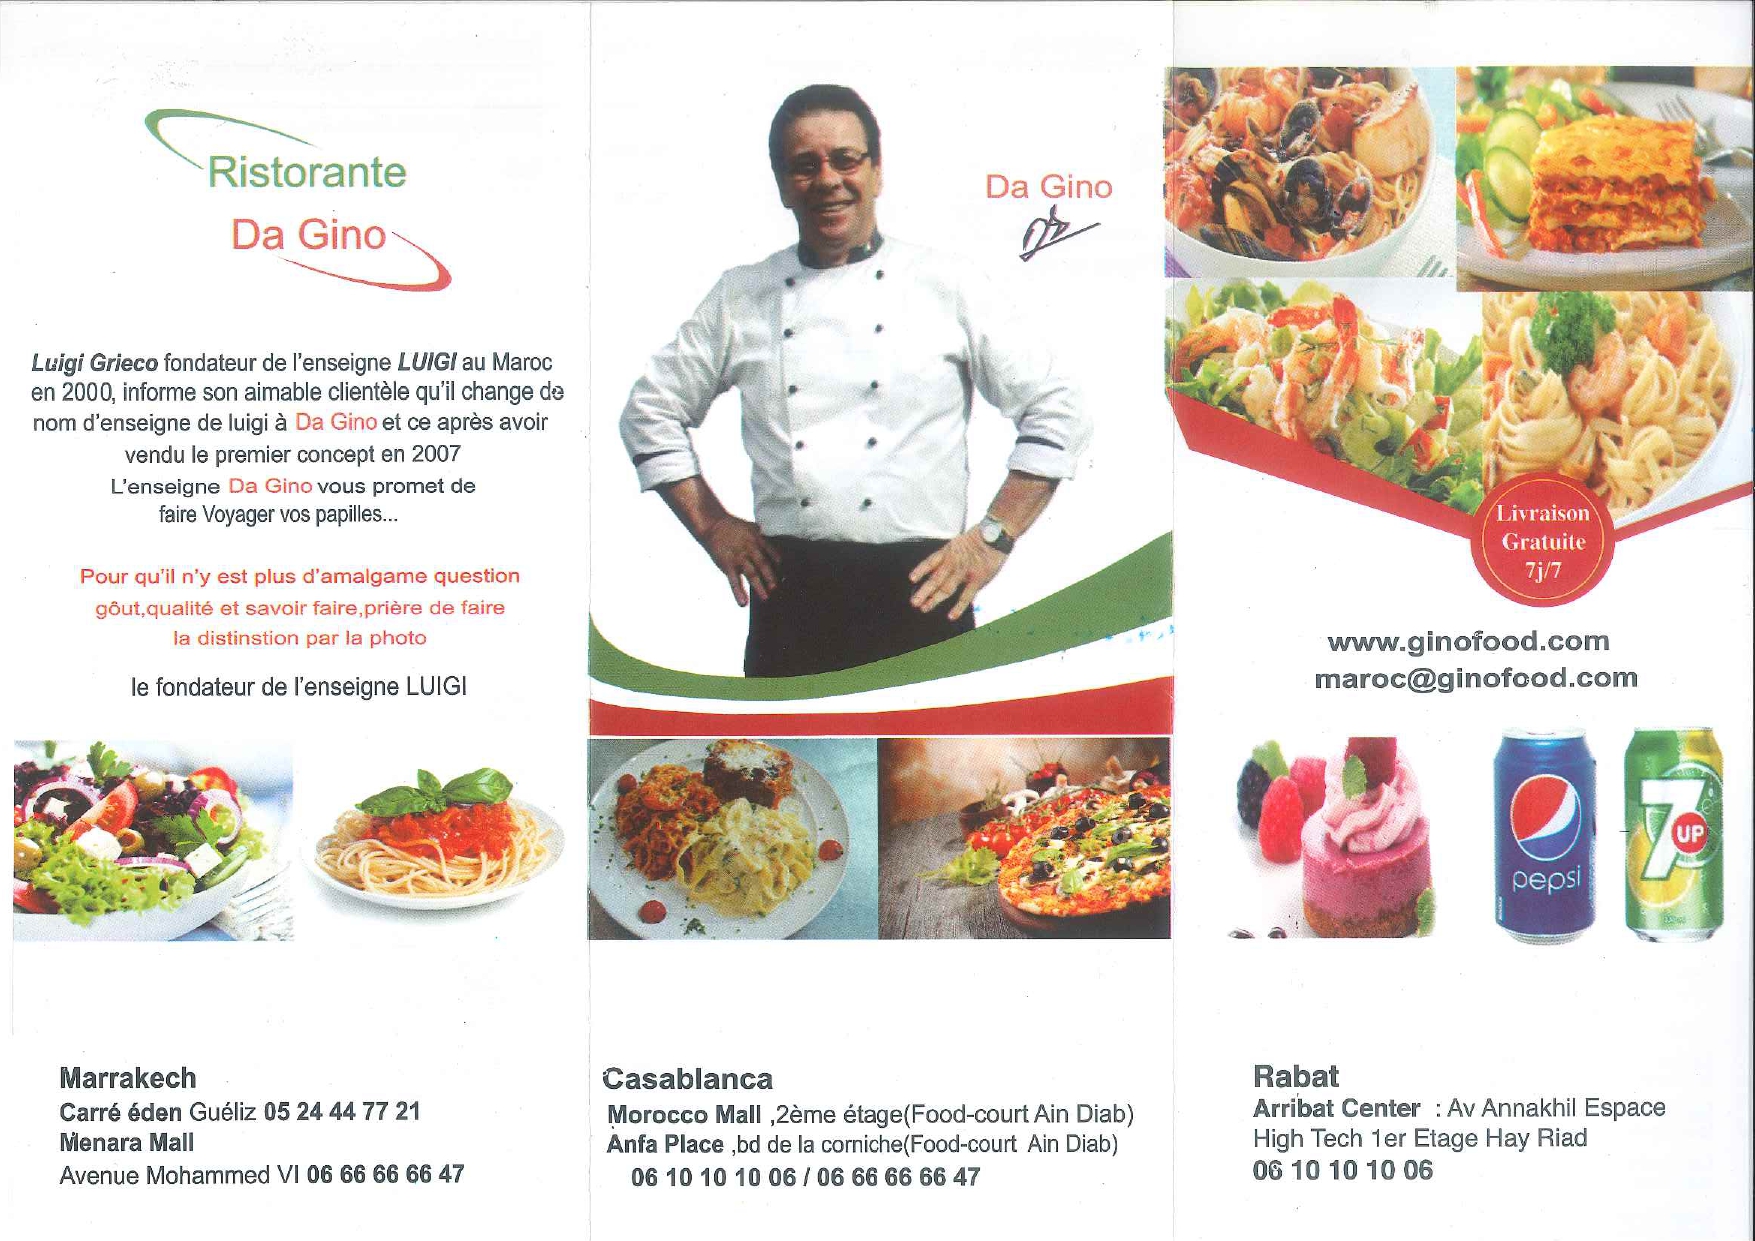 Ristorante
Da Gino
Luigi Grieco fondateur de l'enseigne LUIGI au Maroc
en 2000, informe son aimable clientèle qu'il change de
nom d'enseigne de luigi à Da Gino et ce après avoir
vendu le premier concept en 2007
L'enseigne Da Gino vous promet de
faire Voyager vos papilles...
Pour qu'il n'y est plus d'amalgame question
gôut,qualité et savoir faire,prière de faire
la distinstion par la photo
le fondateur de l'enseigne LUIGI
Marrakech
Carré éden Guéliz 05 24 44 77 21
Menara Mall
Avenue Mohammed VI 06 66 66 66 47
Da Gino
Casablanca
Morocco Mall ,2ème étage(Food-court Ain Diab)
Anfa Place ,bd de la corniche(Food-court Ain Diab)
06 10 10 10 06 / 06 66 66 66 47
Livraison
Gratuite
7j/7
www.ginofood.com
maroc@ginofood.com
pepsi
7UP
Rabat
Arribat Center : Av Annakhil Espace
High Tech 1er Etage Hay Riad
06 10 10 10 06